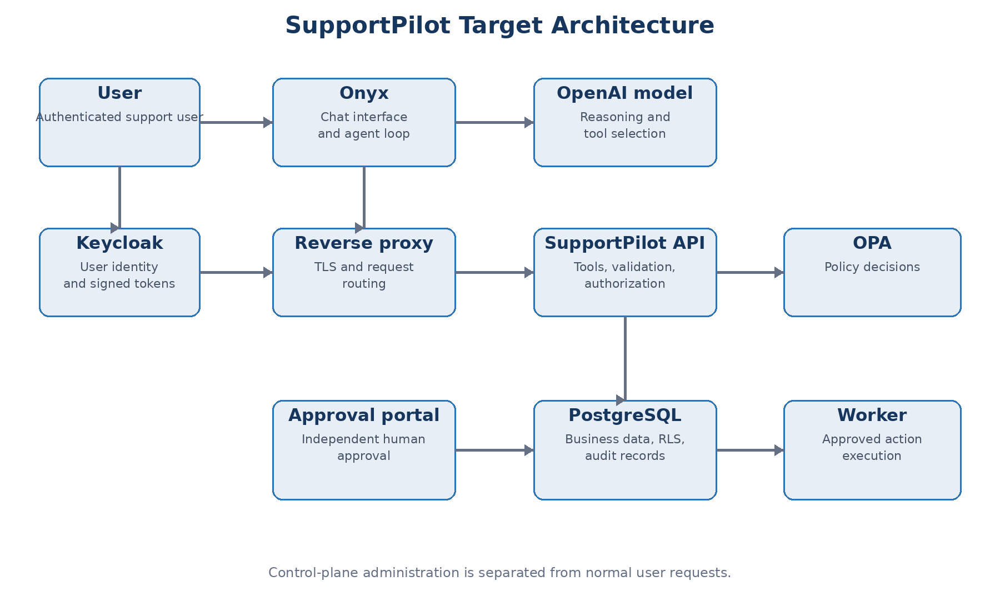 SupportPilot Target Architecture
User
Authenticated support user
Onyx
Chat interface
and agent loop
OpenAI model
Reasoning and
tool selection
Keycloak
User identity
and signed tokens
Reverse proxy
TLS and request
routing
SupportPilot API
Tools, validation,
authorization
OPA
Policy decisions
Approval portal
Independent human
approval
PostgreSQL
Business data, RLS,
audit records
Worker
Approved action
execution
Control-plane administration is separated from normal user requests.